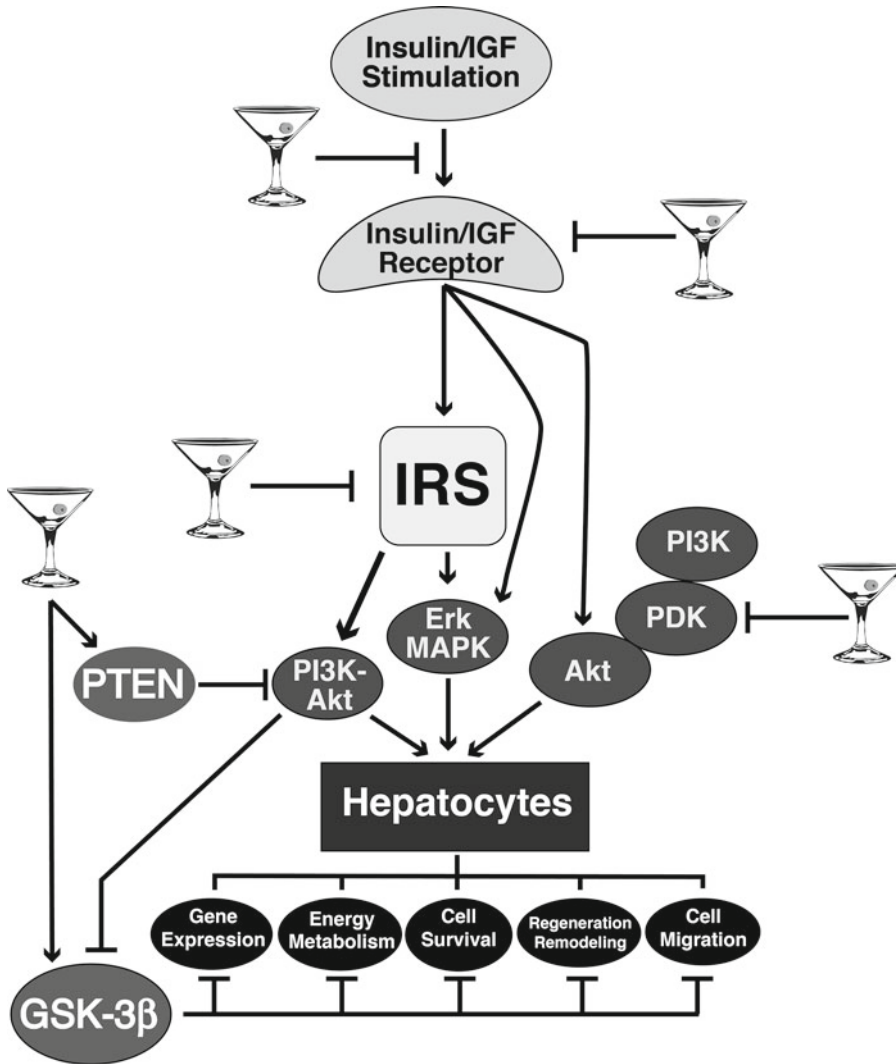 Insulin/IGF
Stimulation
Insulin/IGF
Receptor
IRS
PI3K
PDK
Erk
MAPK
Akt
PTEN
PI3K-
Akt
Hepatocytes
Gene
Expression
Energy
Metabolism
Cell
Survival
Regeneration
Remodeling
Cell
Migration
GSK-3β